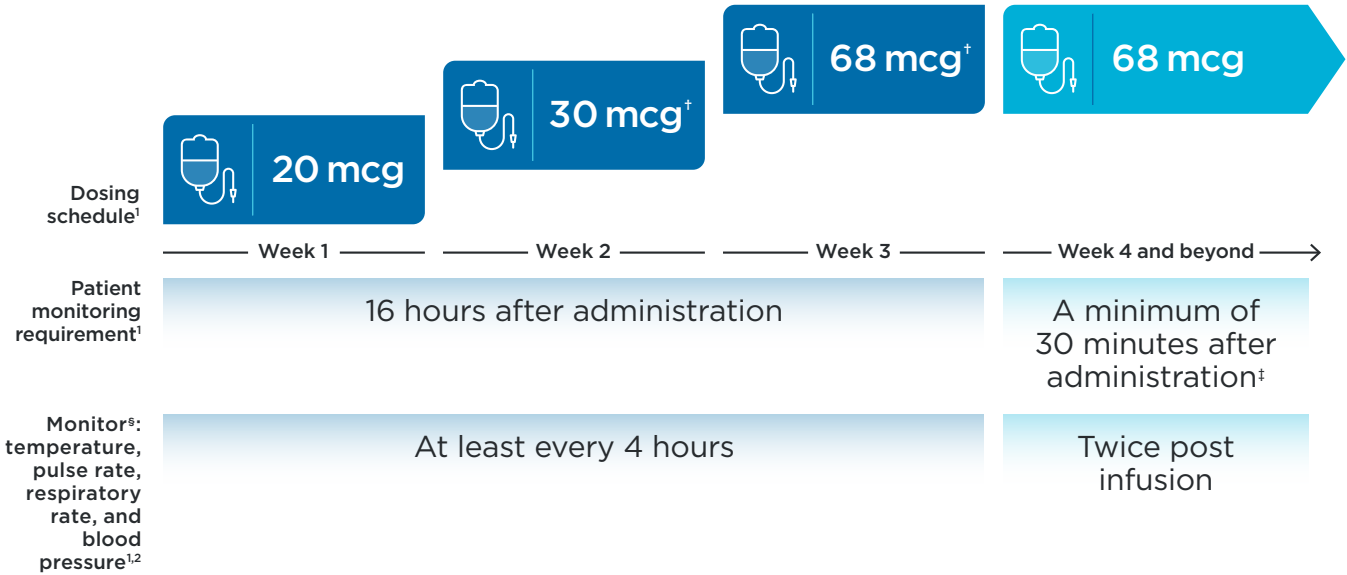 20 mcg
30 mcg†
68 mcg†
68 mcg
Dosing
schedule¹
Week 1
Week 2
Week 3
Week 4 and beyond
Patient
monitoring
requirement¹
16 hours after administration
A minimum of
30 minutes after
administration‡
Monitor§:
temperature,
pulse rate,
respiratory
rate, and
blood
pressure¹,²
At least every 4 hours
Twice post
infusion